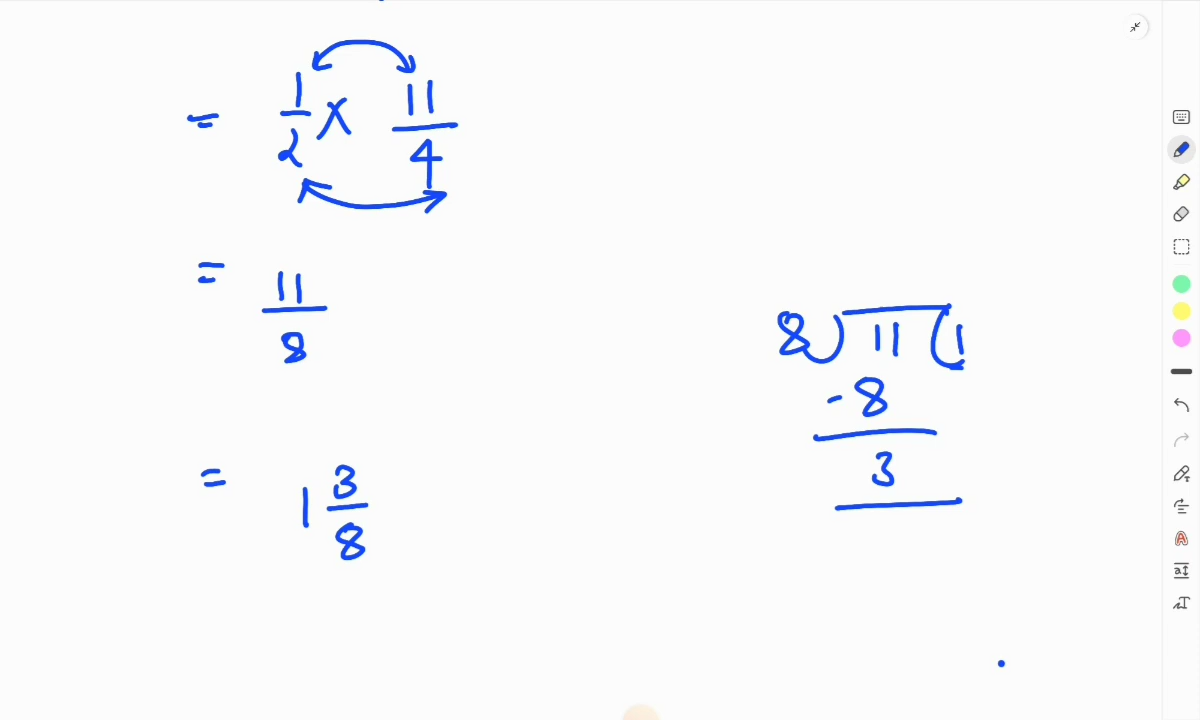 = 1/2 × 11/4
= 11/8
= 1 3/8
8 ) 11 ( 1
- 8
3